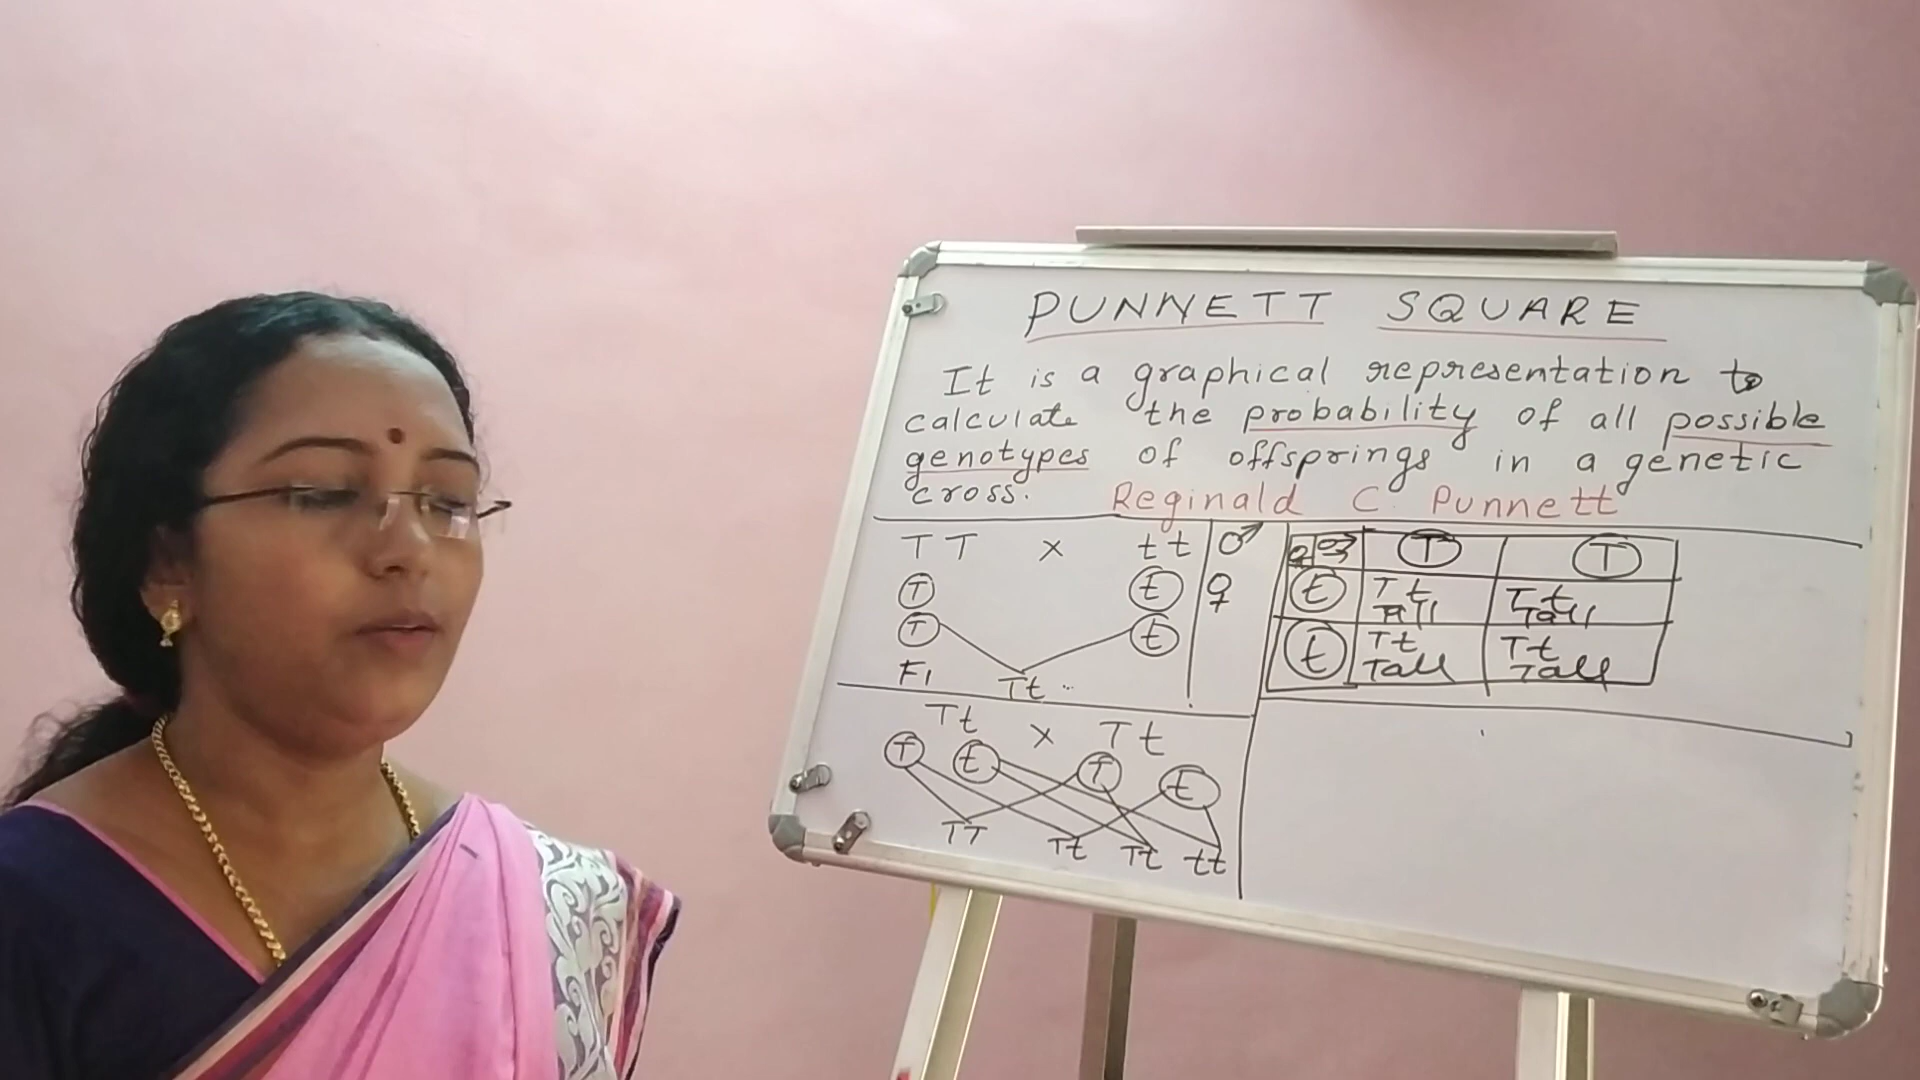 PUNNETT SQUARE
It is a graphical representation to
calculate the probability of all possible
genotypes of offsprings in a genetic
cross. Reginald C Punnett
TT × tt ♂
T t ♀
T t
F1 Tt
♀ ♂ T T
t Tt Tt
Tall Tall
t Tt Tt
Tall Tall
Tt × Tt
T t T t
TT Tt Tt tt